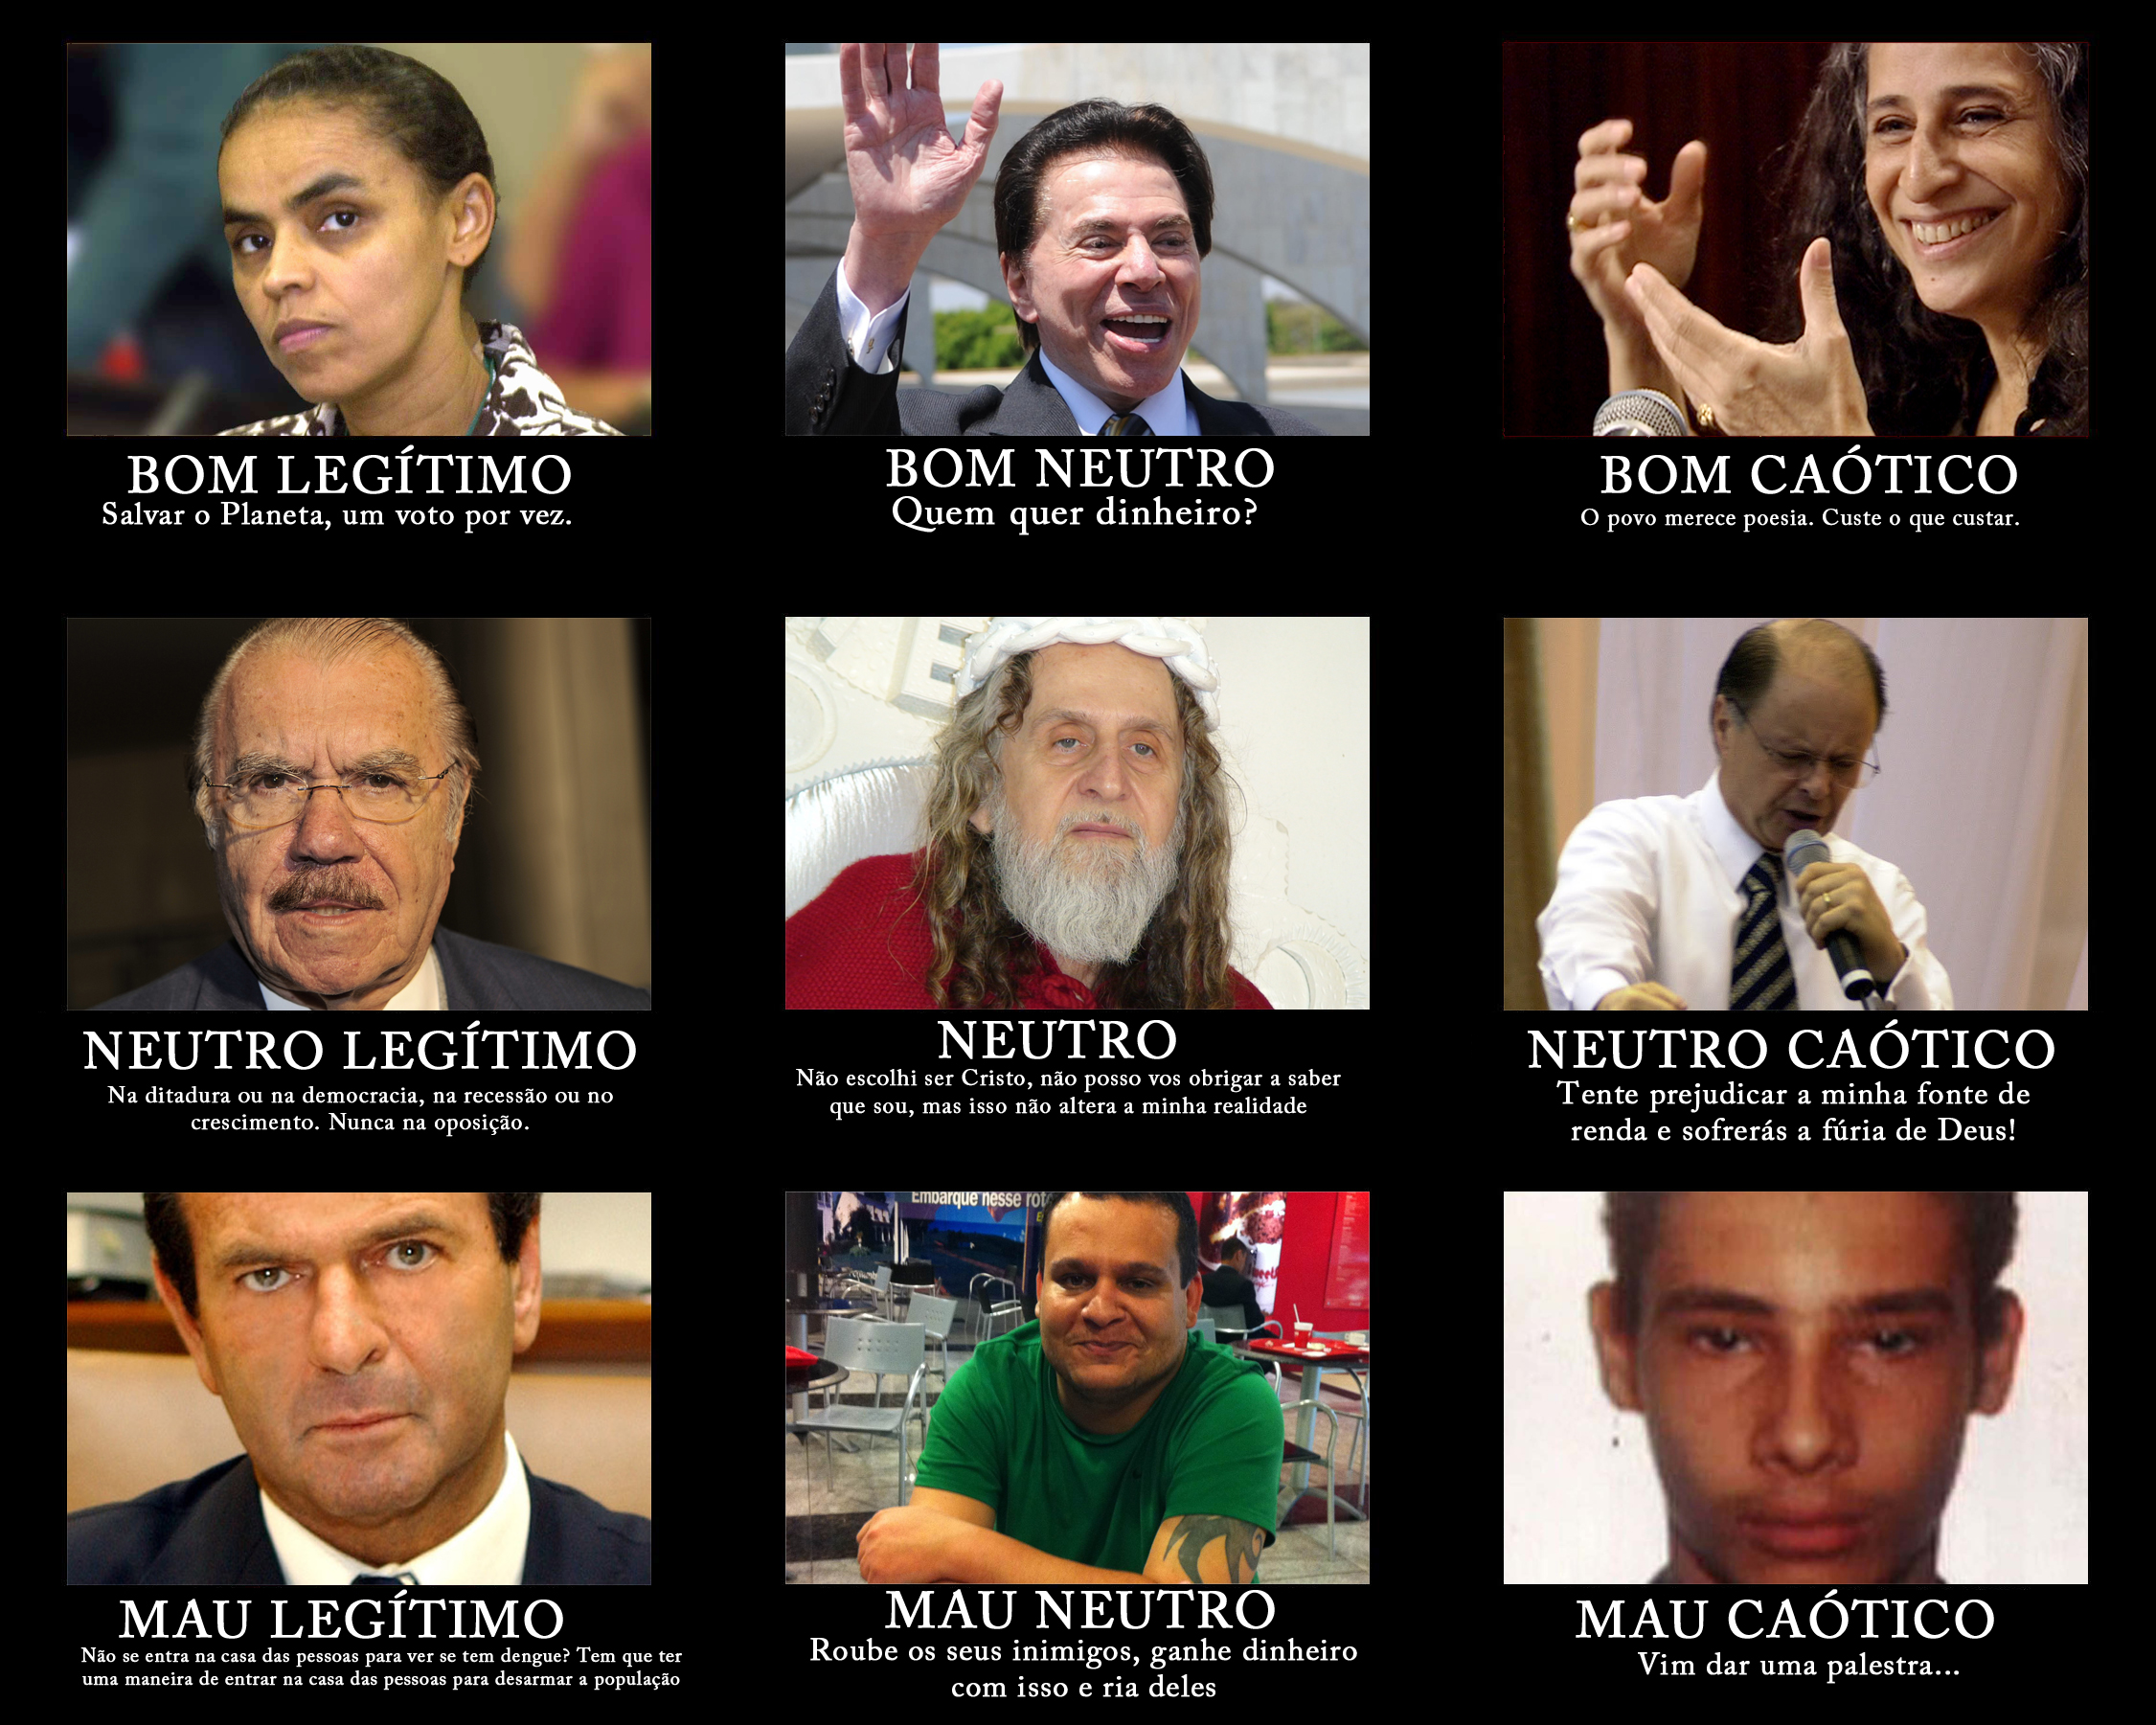 BOM LEGÍTIMO
Salvar o Planeta, um voto por vez.
BOM NEUTRO
Quem quer dinheiro?
BOM CAÓTICO
O povo merece poesia. Custe o que custar.
NEUTRO LEGÍTIMO
Na ditadura ou na democracia, na recessão ou no
crescimento. Nunca na oposição.
NEUTRO
Não escolhi ser Cristo, não posso vos obrigar a saber
que sou, mas isso não altera a minha realidade
NEUTRO CAÓTICO
Tente prejudicar a minha fonte de
renda e sofrerás a fúria de Deus!
MAU LEGÍTIMO
Não se entra na casa das pessoas para ver se tem dengue? Tem que ter
uma maneira de entrar na casa das pessoas para desarmar a população
Embarque nesse
MAU NEUTRO
Roube os seus inimigos, ganhe dinheiro
com isso e ria deles
MAU CAÓTICO
Vim dar uma palestra...